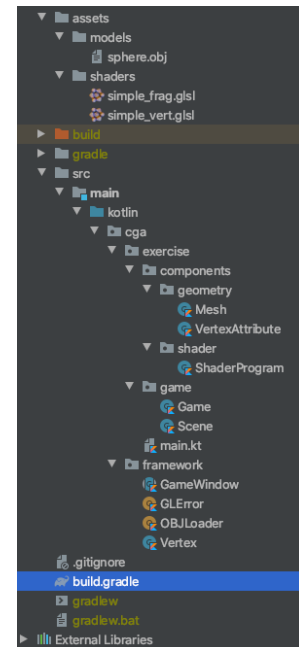 assets
models
sphere.obj
shaders
simple_frag.glsl
simple_vert.glsl
build
gradle
src
main
kotlin
cga
exercise
components
geometry
Mesh
VertexAttribute
shader
ShaderProgram
game
Game
Scene
main.kt
framework
GameWindow
GLError
OBJLoader
Vertex
.gitignore
build.gradle
gradlew
gradlew.bat
External Libraries